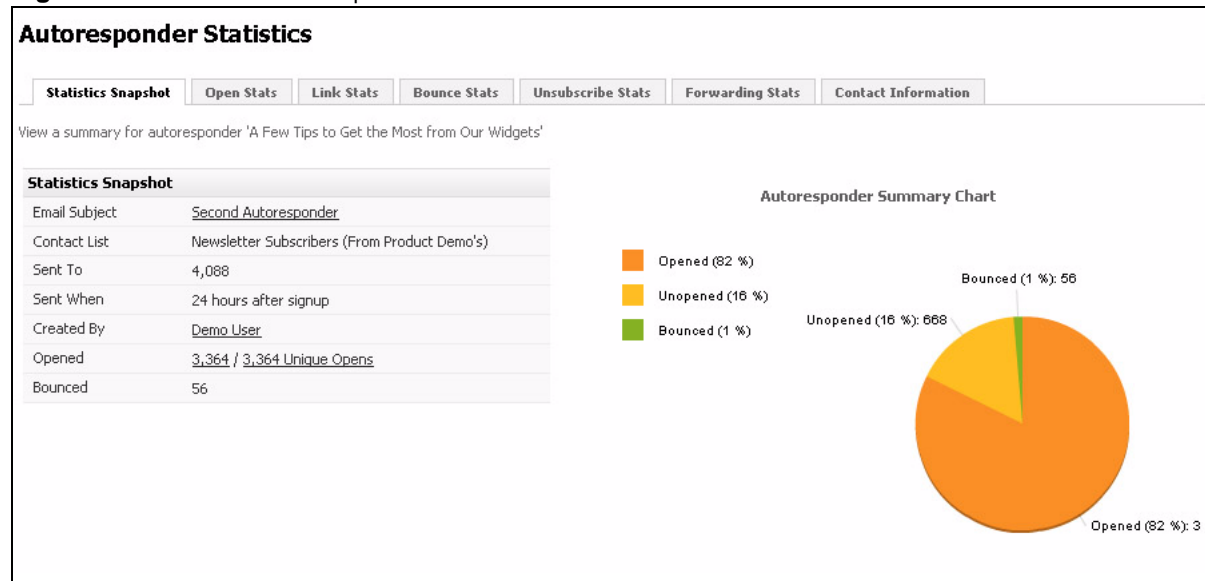 Autoresponder Statistics
Statistics Snapshot
Open Stats
Link Stats
Bounce Stats
Unsubscribe Stats
Forwarding Stats
Contact Information
View a summary for autoresponder 'A Few Tips to Get the Most from Our Widgets'
Statistics Snapshot
Email Subject Second Autoresponder
Contact List Newsletter Subscribers (From Product Demo's)
Sent To 4,088
Sent When 24 hours after signup
Created By Demo User
Opened 3,364 / 3,364 Unique Opens
Bounced 56
Autoresponder Summary Chart
Opened (82 %)
Unopened (16 %)
Bounced (1 %)
Bounced (1 %): 56
Unopened (16 %): 668
Opened (82 %): 3